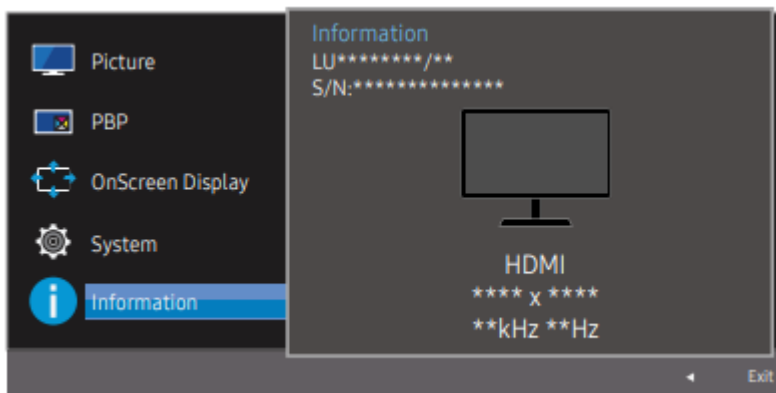 Picture
PBP
OnScreen Display
System
Information
Information
LU********/**
S/N:**************
HDMI
**** x ****
**kHz **Hz
Exit